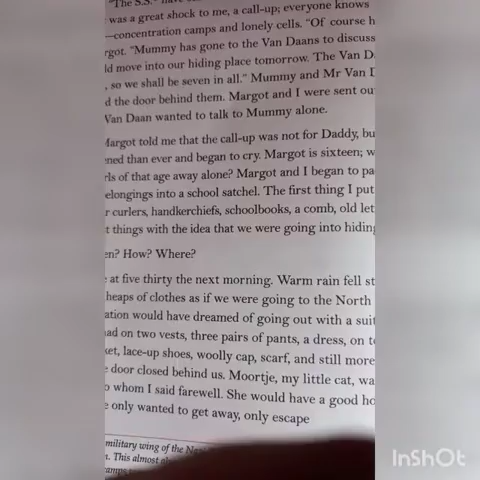 "The S.S.
was a great shock to me, a call-up; everyone knows
—concentration camps and lonely cells. "Of course h
rgot. "Mummy has gone to the Van Daans to discuss
ld move into our hiding place tomorrow. The Van D
, so we shall be seven in all." Mummy and Mr Van D
d the door behind them. Margot and I were sent ou
Van Daan wanted to talk to Mummy alone.
Margot told me that the call-up was not for Daddy, bu
ened than ever and began to cry. Margot is sixteen; w
rls of that age away alone? Margot and I began to pa
elongings into a school satchel. The first thing I put
r curlers, handkerchiefs, schoolbooks, a comb, old let
t things with the idea that we were going into hiding
en? How? Where?
at five thirty the next morning. Warm rain fell st
heaps of clothes as if we were going to the North
ation would have dreamed of going out with a suit
ad on two vests, three pairs of pants, a dress, on to
ket, lace-up shoes, woolly cap, scarf, and still more
door closed behind us. Moortje, my little cat, wa
o whom I said farewell. She would have a good ho
e only wanted to get away, only escape
military wing of the
. This almost
InShOt